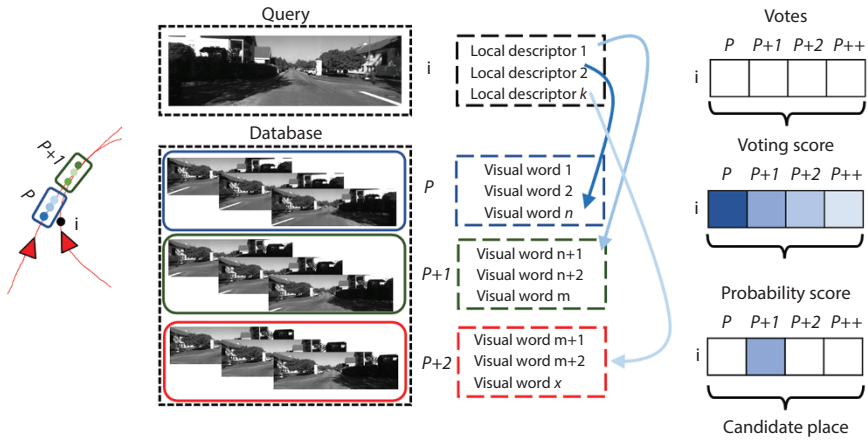 Query
i
Local descriptor 1
Local descriptor 2
Local descriptor k
Database
P+1
P
i
P
Visual word 1
Visual word 2
Visual word n
P+1
Visual word n+1
Visual word n+2
Visual word m
P+2
Visual word m+1
Visual word m+2
Visual word x
Votes
P P+1 P+2 P++
i
Voting score
P P+1 P+2 P++
i
Probability score
P P+1 P+2 P++
i
Candidate place